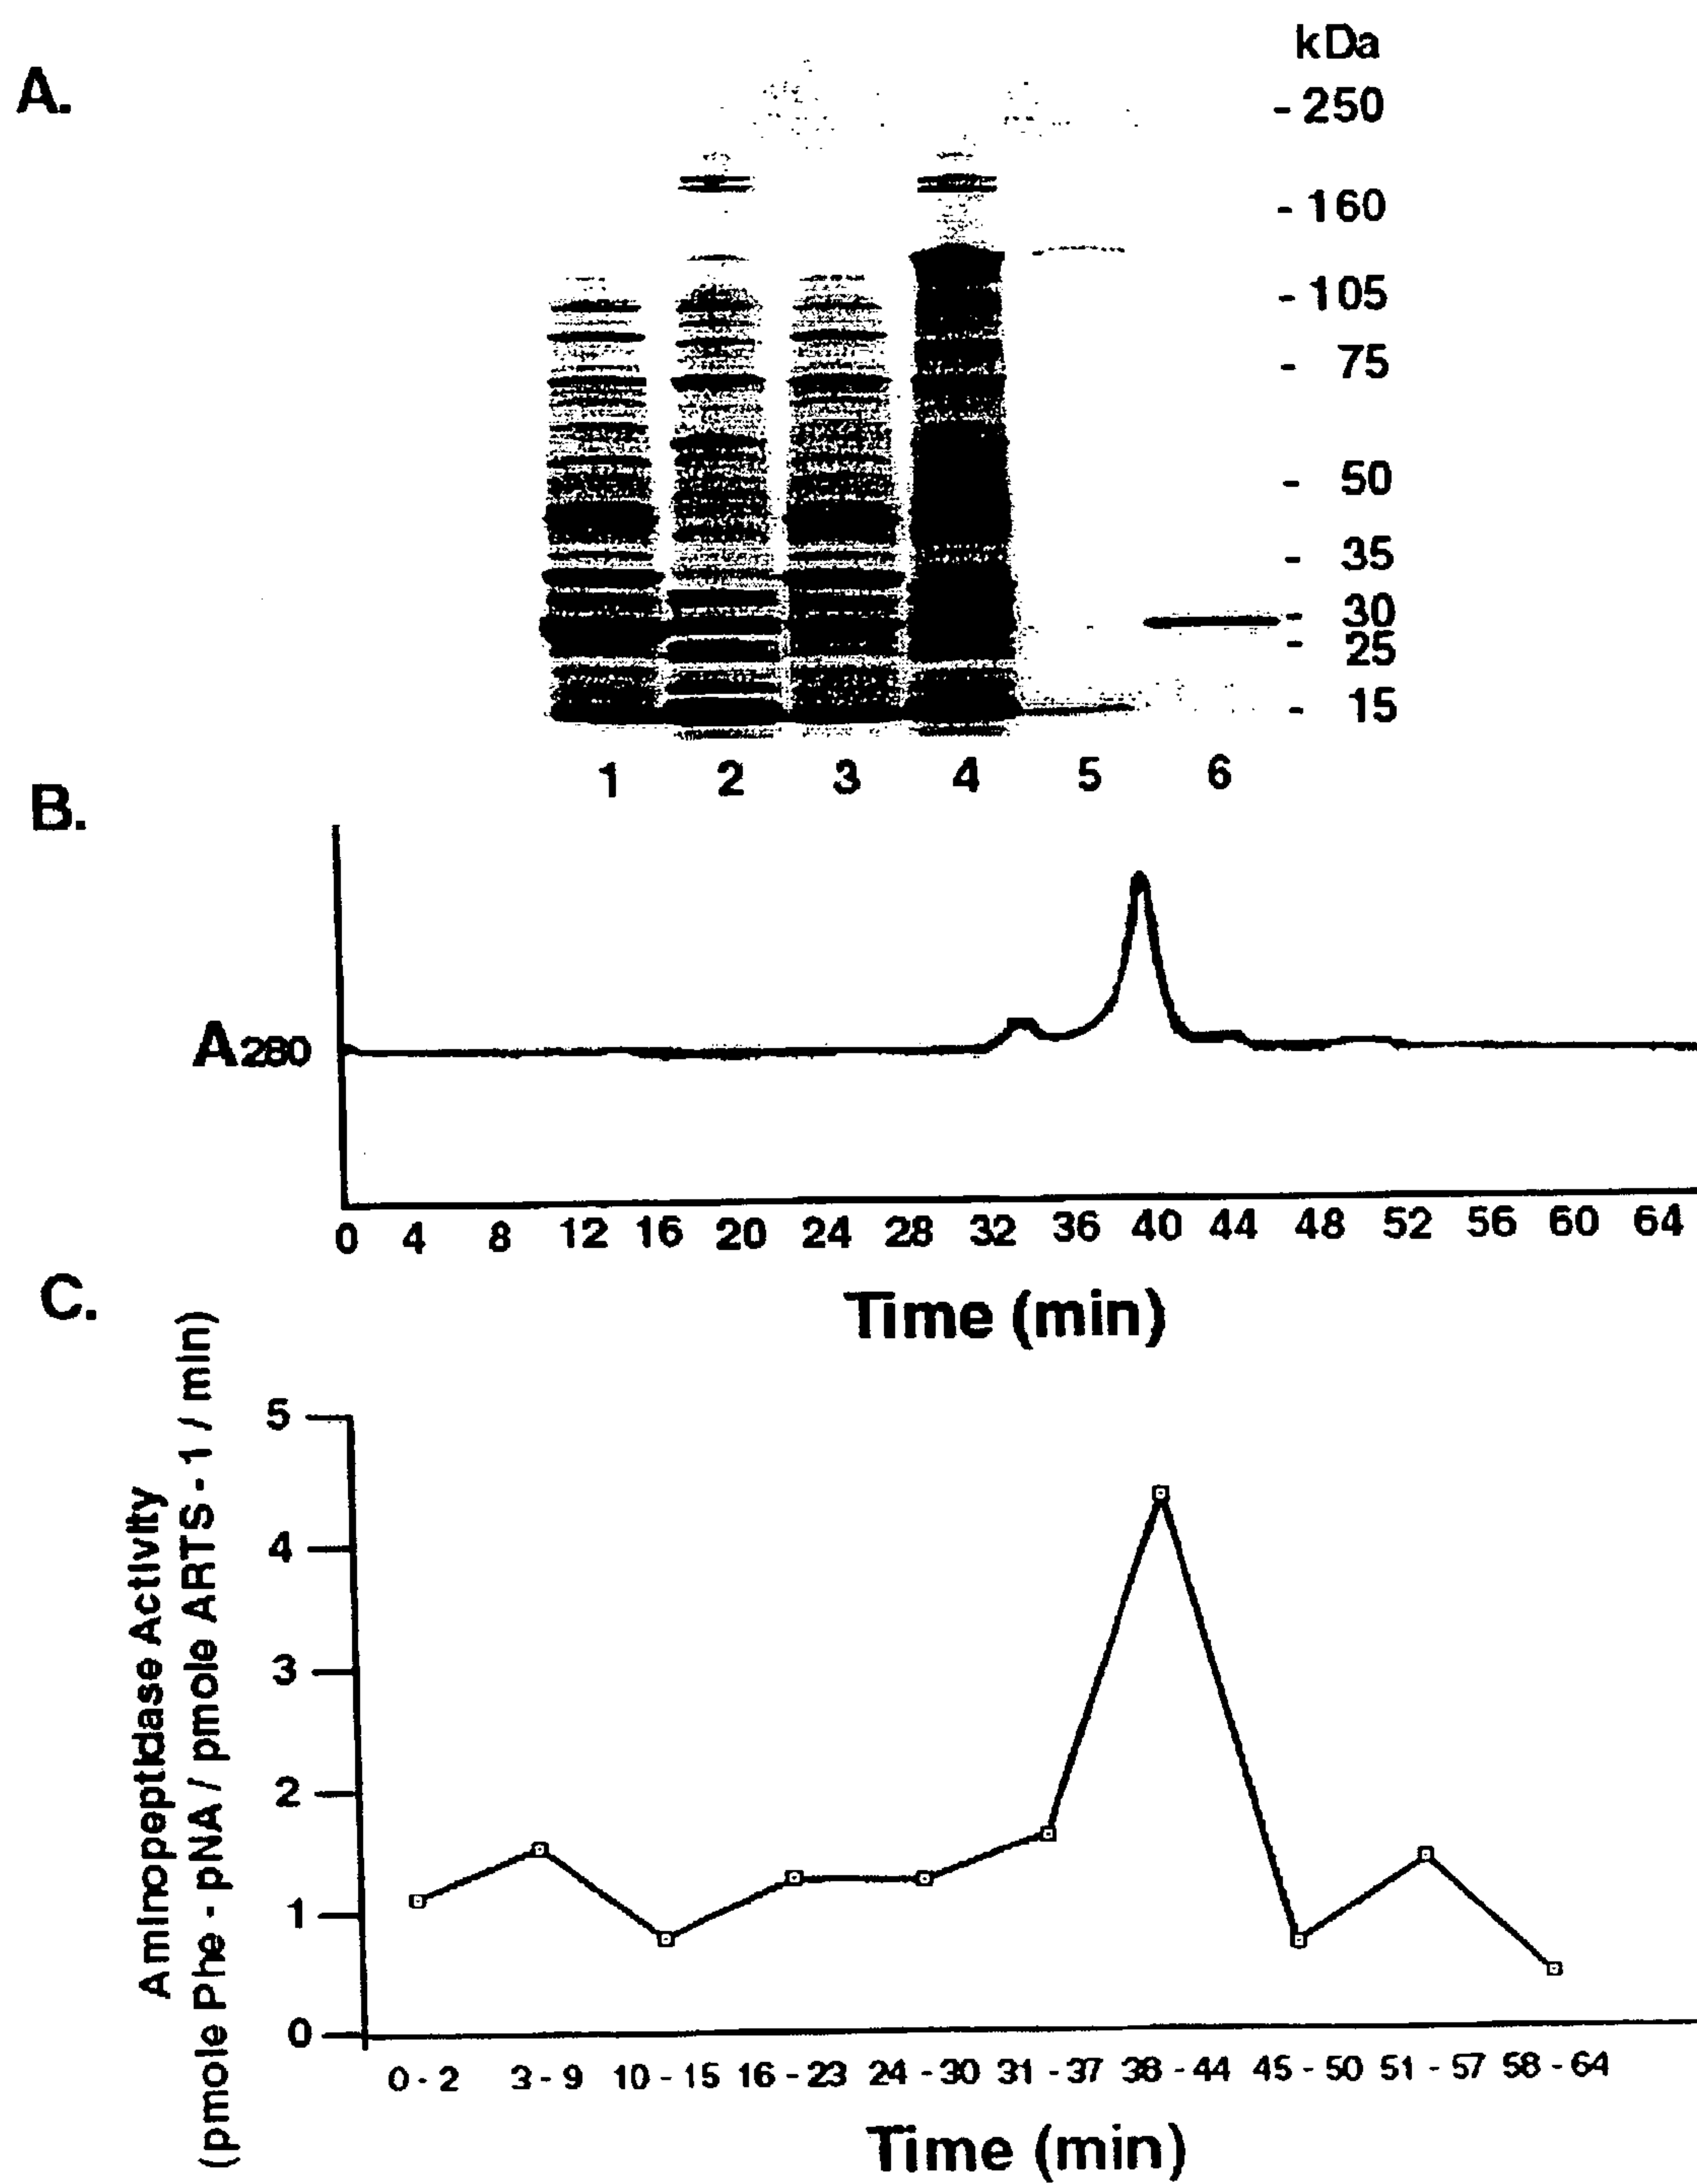 A.
kDa
- 250
- 160
- 105
- 75
- 50
- 35
- 30
- 25
- 15
1 2 3 4 5 6
B.
A280
0 4 8 12 16 20 24 28 32 36 40 44 48 52 56 60 64
Time (min)
C.
Aminopeptidase Activity
(pmole Phe - pNA / pmole ARTS - 1 / min)
5
4
3
2
1
0
0 - 2 3 - 9 10 - 15 16 - 23 24 - 30 31 - 37 38 - 44 45 - 50 51 - 57 58 - 64
Time (min)